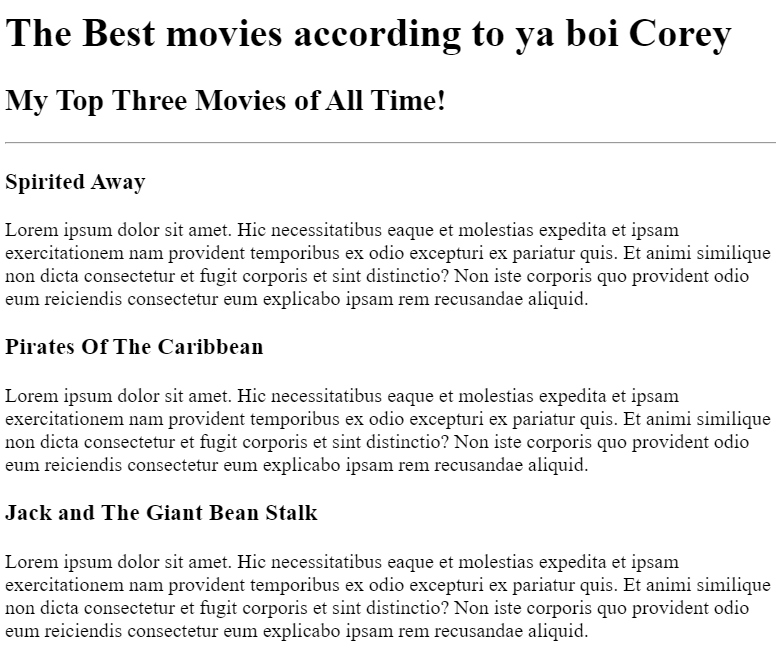 The Best movies according to ya boi Corey
My Top Three Movies of All Time!
Spirited Away
Lorem ipsum dolor sit amet. Hic necessitatibus eaque et molestias expedita et ipsam
exercitationem nam provident temporibus ex odio excepturi ex pariatur quis. Et animi similique
non dicta consectetur et fugit corporis et sint distinctio? Non iste corporis quo provident odio
eum reiciendis consectetur eum explicabo ipsam rem recusandae aliquid.
Pirates Of The Caribbean
Lorem ipsum dolor sit amet. Hic necessitatibus eaque et molestias expedita et ipsam
exercitationem nam provident temporibus ex odio excepturi ex pariatur quis. Et animi similique
non dicta consectetur et fugit corporis et sint distinctio? Non iste corporis quo provident odio
eum reiciendis consectetur eum explicabo ipsam rem recusandae aliquid.
Jack and The Giant Bean Stalk
Lorem ipsum dolor sit amet. Hic necessitatibus eaque et molestias expedita et ipsam
exercitationem nam provident temporibus ex odio excepturi ex pariatur quis. Et animi similique
non dicta consectetur et fugit corporis et sint distinctio? Non iste corporis quo provident odio
eum reiciendis consectetur eum explicabo ipsam rem recusandae aliquid.